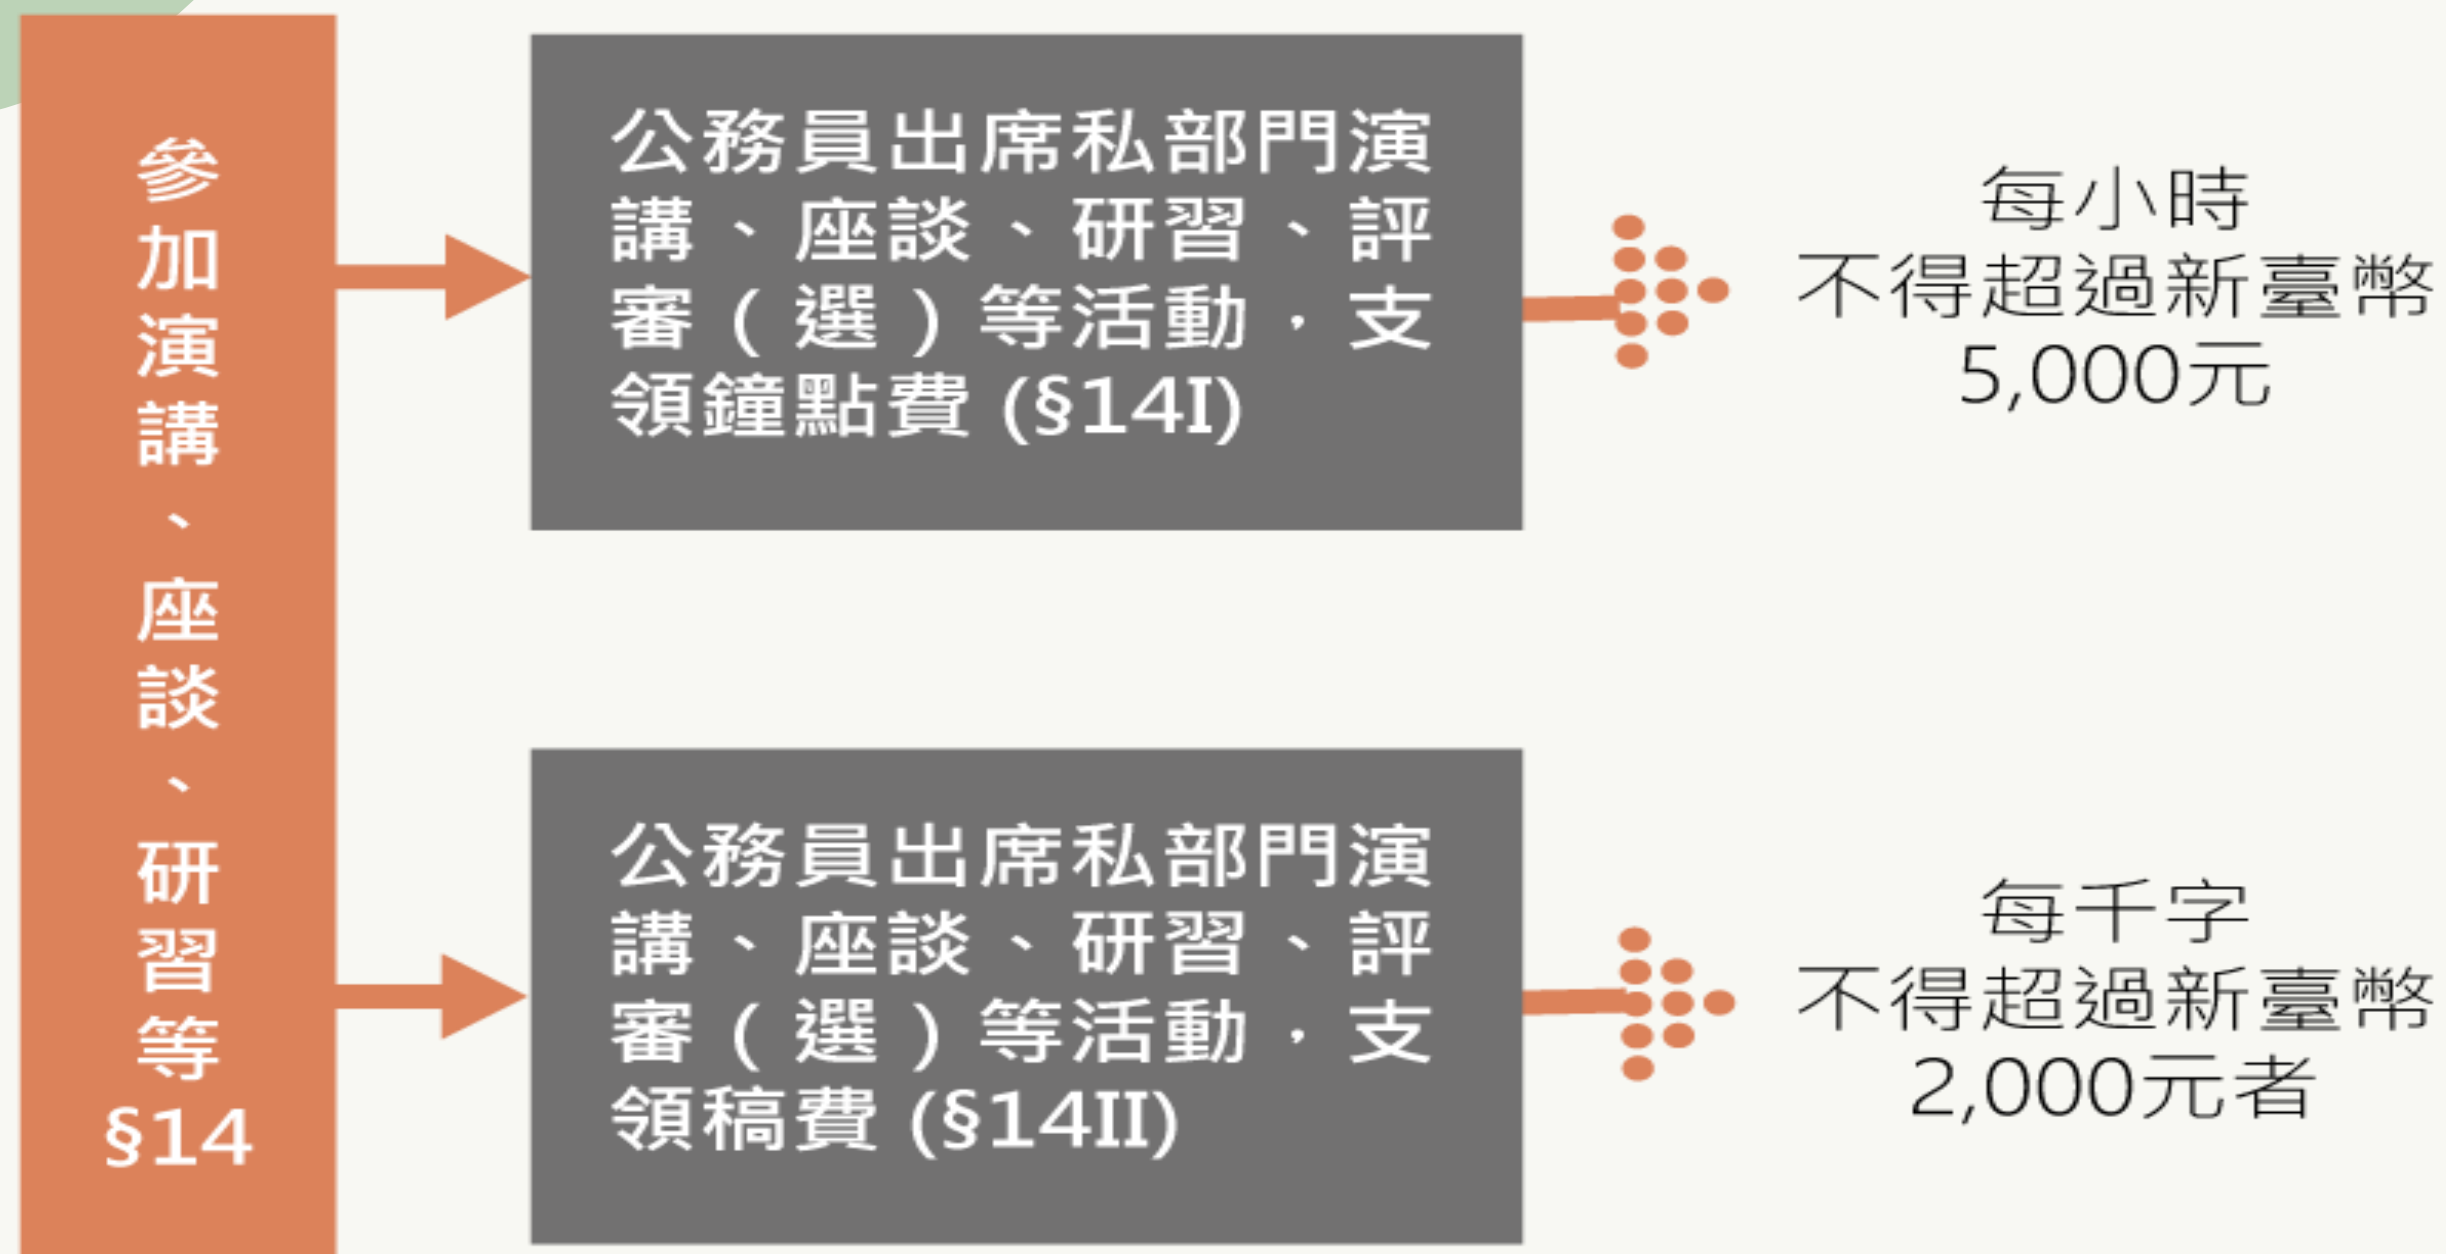 參加演講、座談、研習等
§14
公務員出席私部門演
講、座談、研習、評
審(選)等活動，支
領鐘點費 (§14I)
每小時
不得超過新臺幣
5,000元
公務員出席私部門演
講、座談、研習、評
審(選)等活動，支
領稿費 (§14II)
每千字
不得超過新臺幣
2,000元者